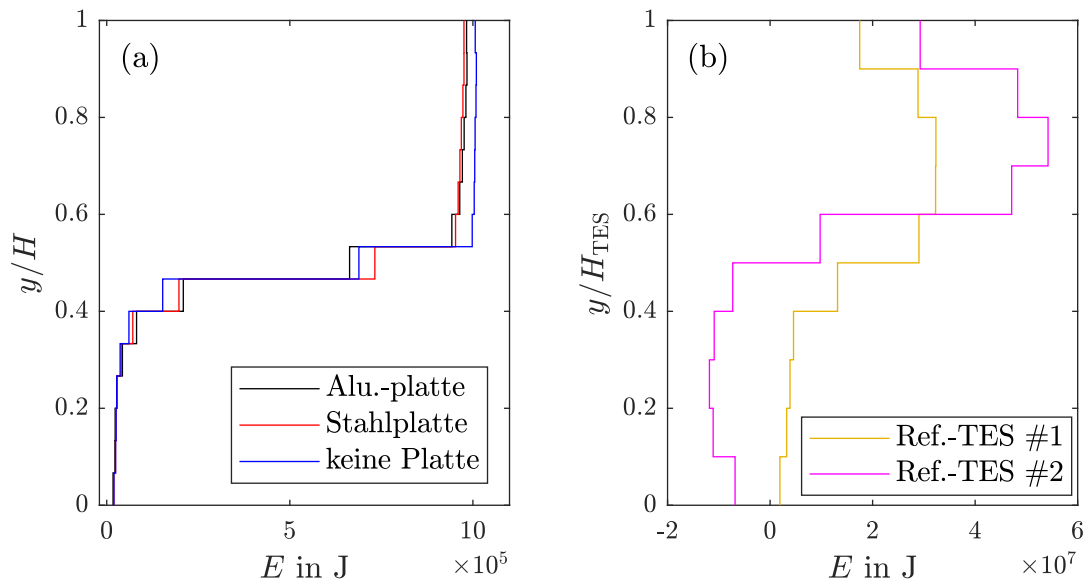 (a)
1
0.8
0.6
0.4
0.2
0
y/H
Alu.-platte
Stahlplatte
keine Platte
0 5 10
E in J ×10^5
(b)
1
0.8
0.6
0.4
0.2
0
y/H_TES
Ref.-TES #1
Ref.-TES #2
-2 0 2 4 6
E in J ×10^7